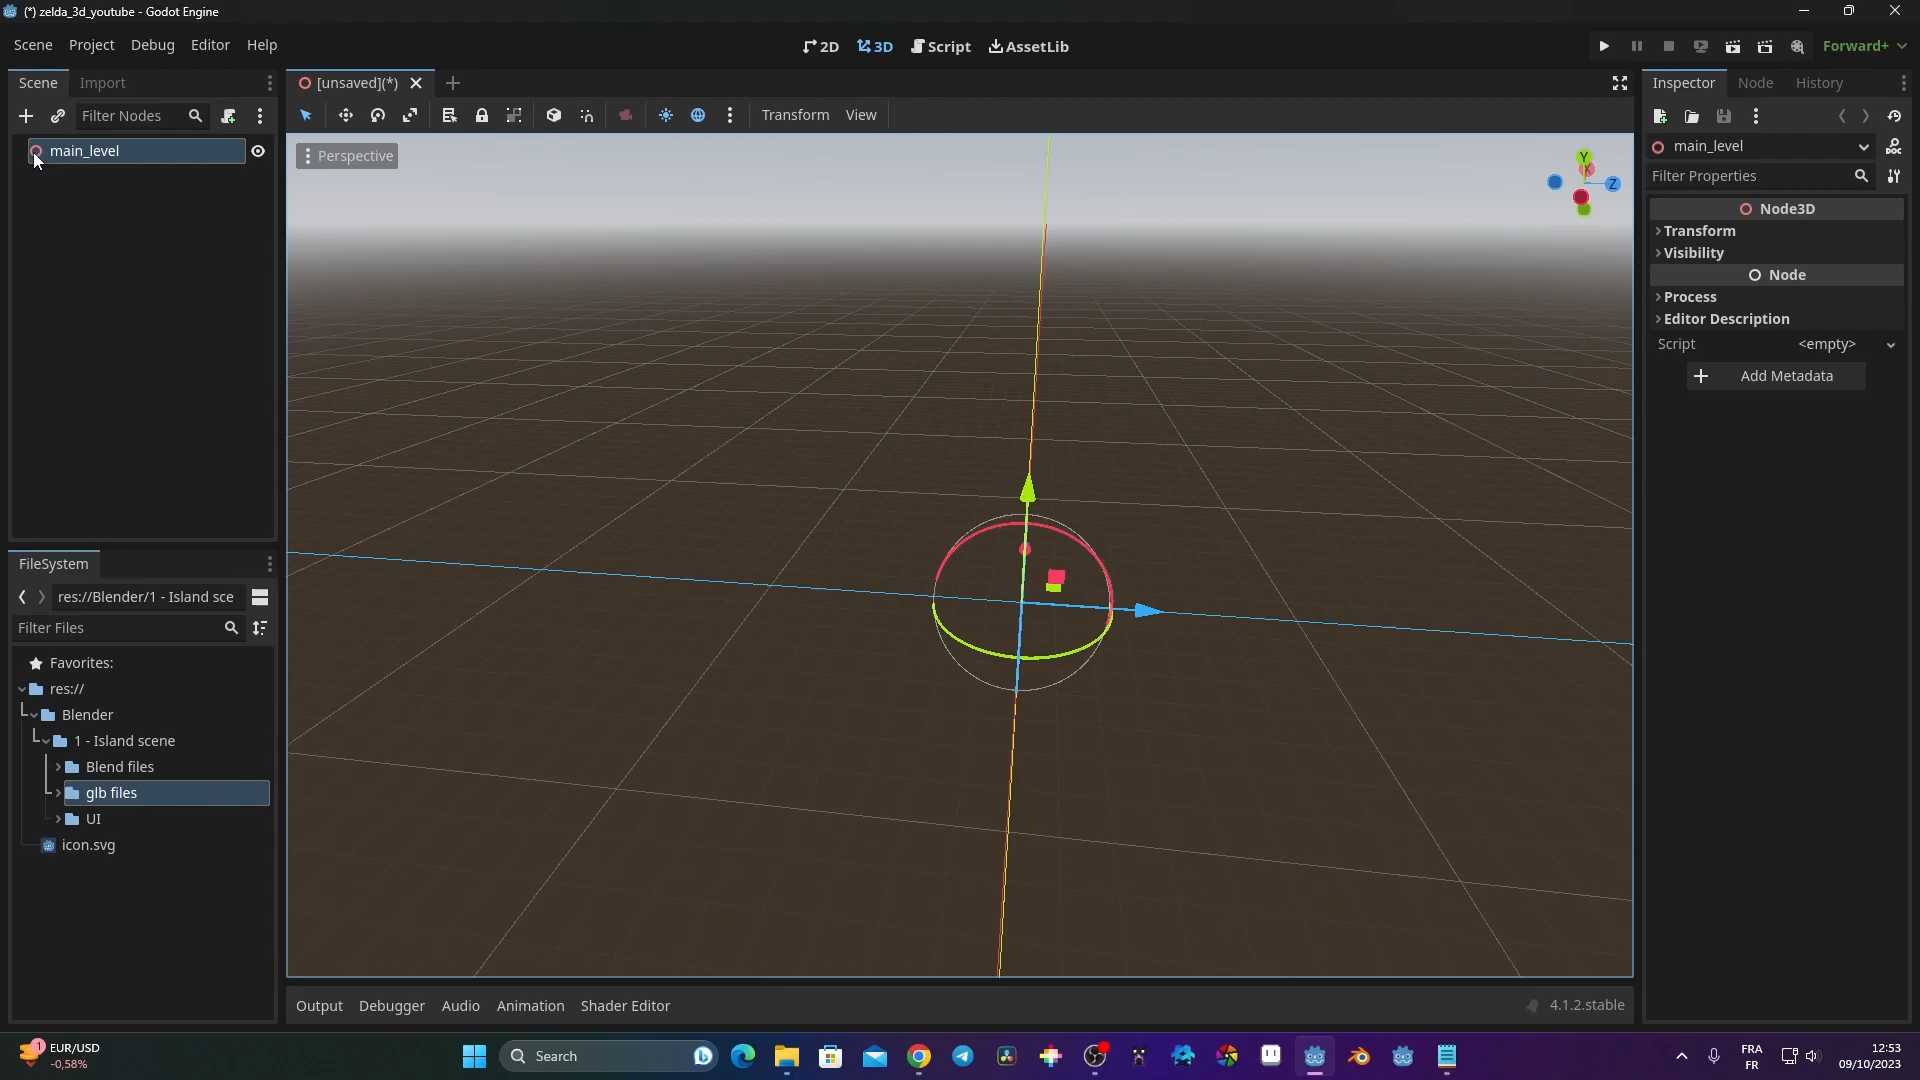 (*) zelda_3d_youtube - Godot Engine
Scene Project Debug Editor Help
2D 3D Script AssetLib
Forward+
Scene Import
[unsaved](*)
Inspector Node History
Filter Nodes
Transform View
main_level
Perspective
Y
X
Z
main_level
DOC
Filter Properties
Node3D
Transform
Visibility
Node
Process
Editor Description
Script <empty>
Add Metadata
FileSystem
res://Blender/1 - Island sce
Filter Files
Favorites:
res://
Blender
1 - Island scene
Blend files
glb files
UI
icon.svg
Output Debugger Audio Animation Shader Editor
4.1.2.stable
1
EUR/USD
-0,58%
Search
FRA
FR
12:53
09/10/2023